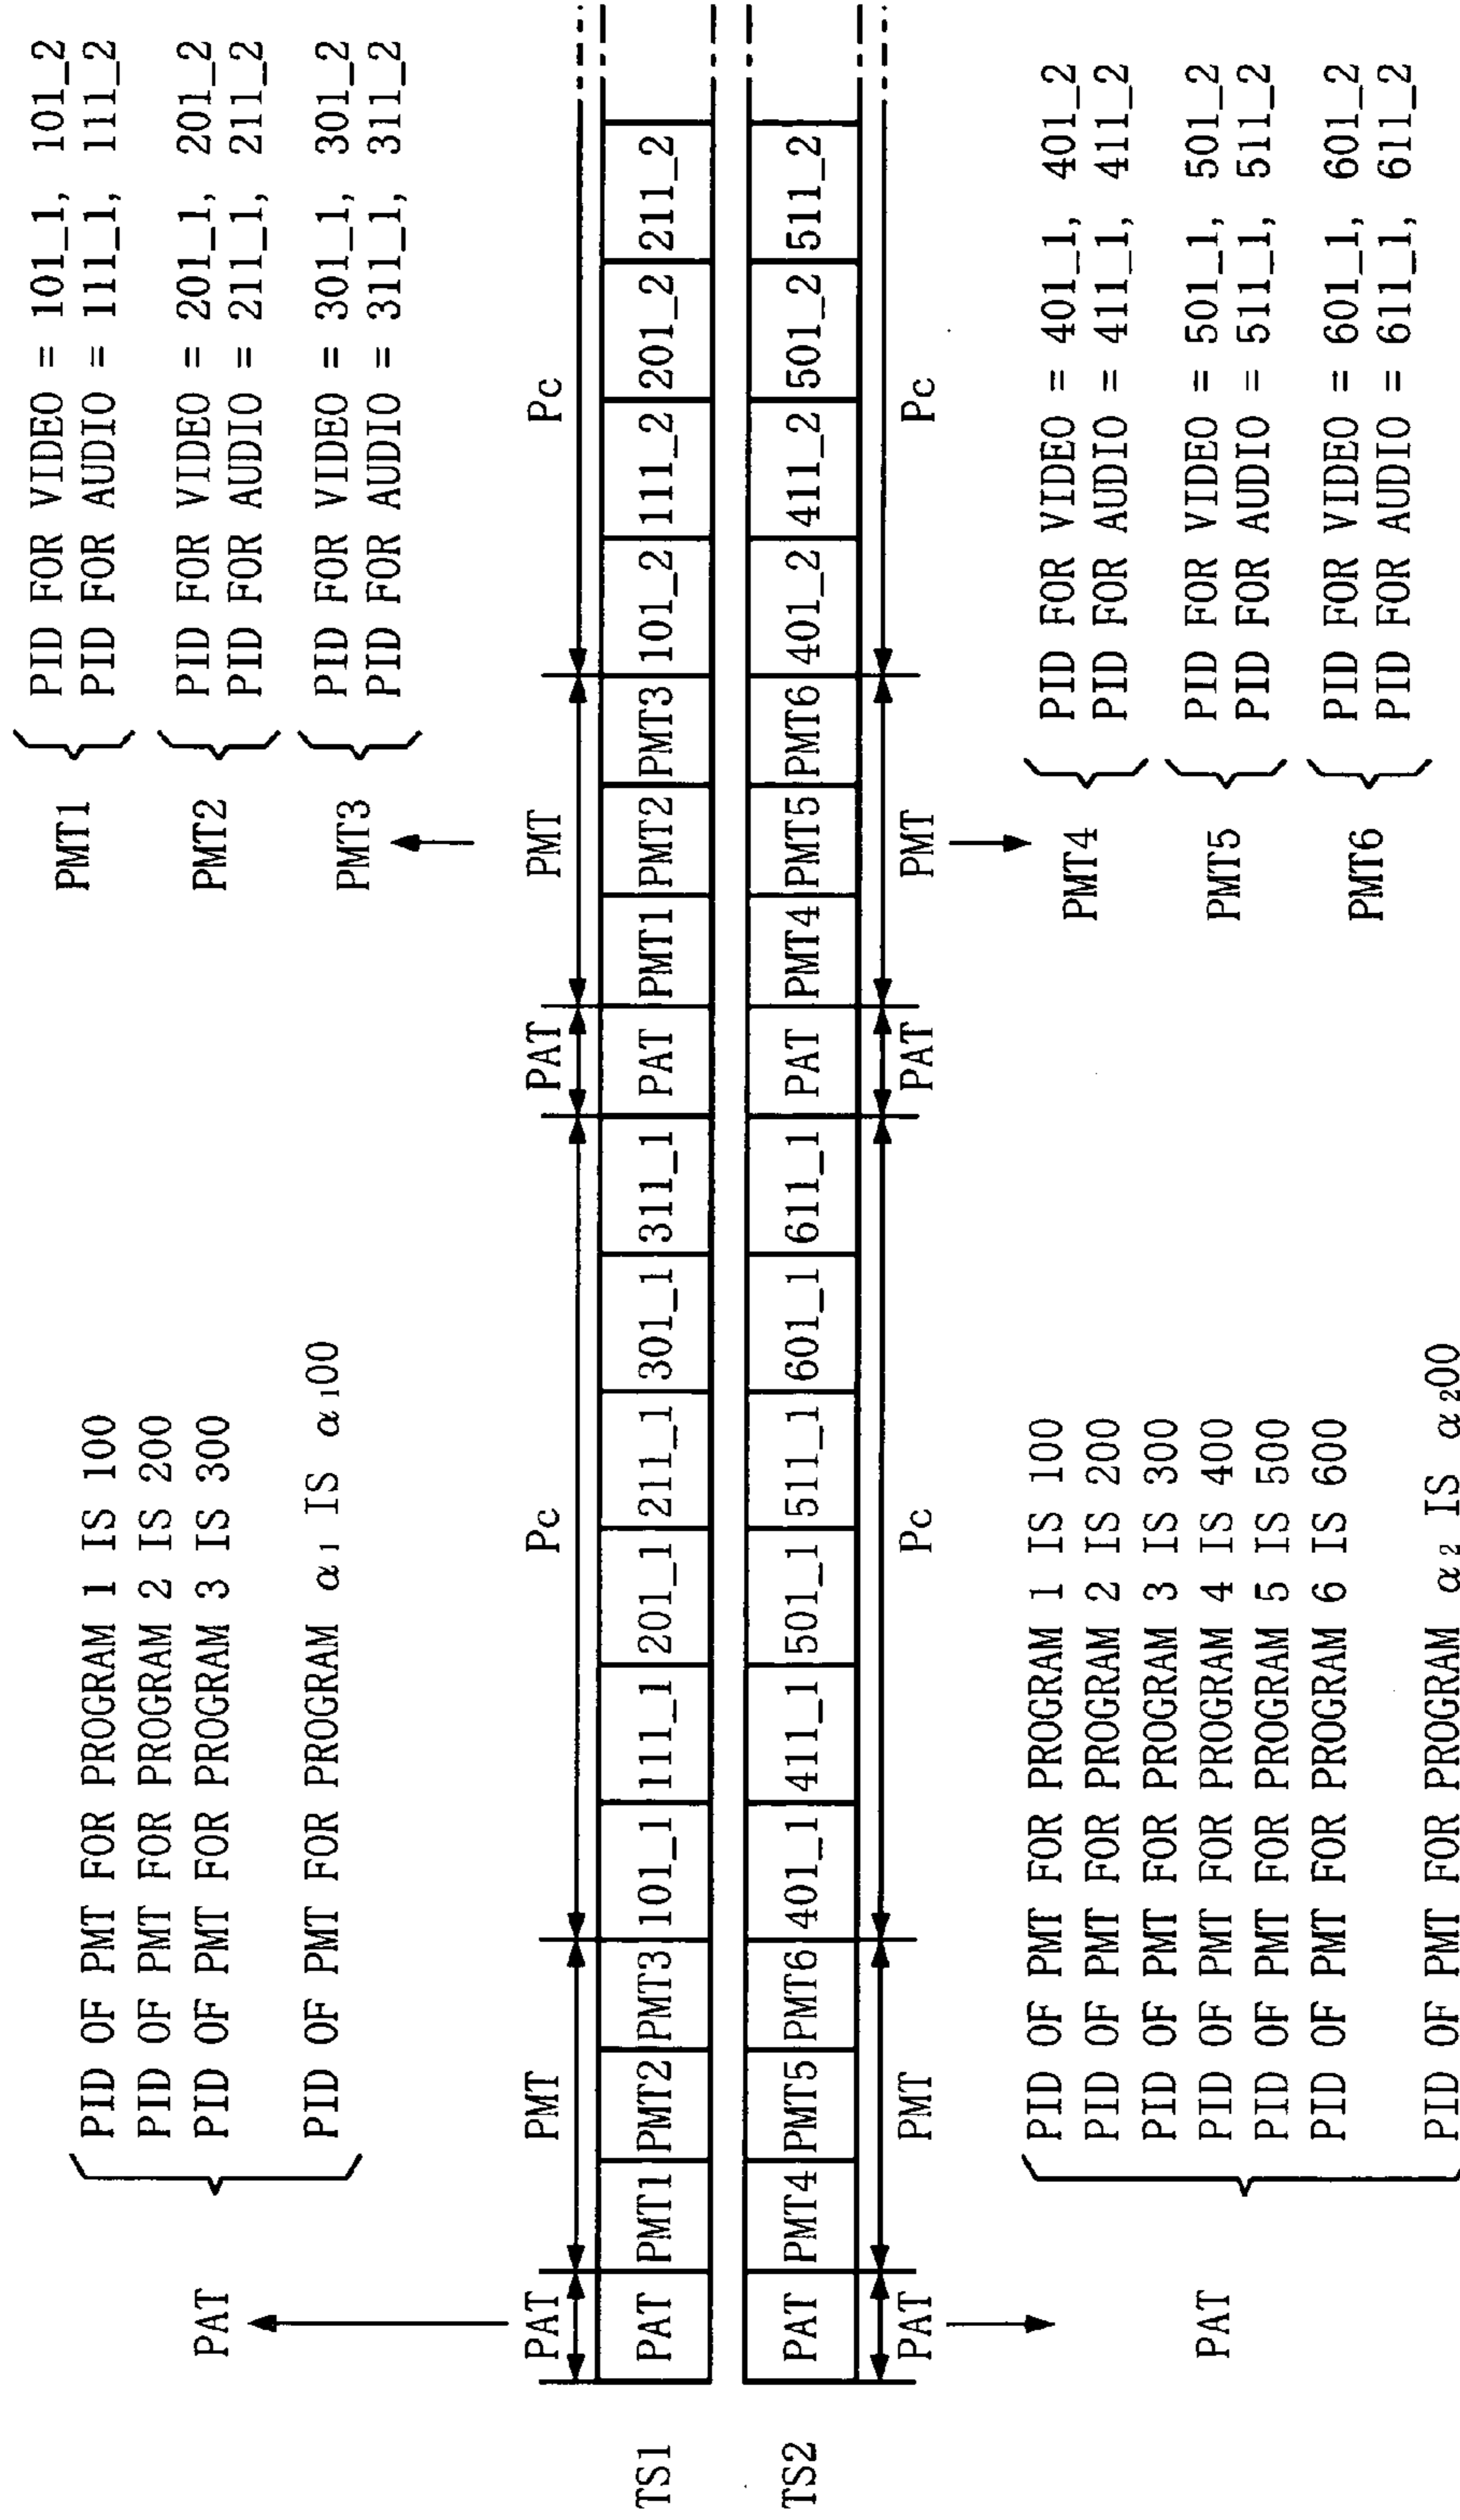 PAT
PID OF PMT FOR PROGRAM 1 IS 100
PID OF PMT FOR PROGRAM 2 IS 200
PID OF PMT FOR PROGRAM 3 IS 300
PID OF PMT FOR PROGRAM α1 IS α100
PMT1
PID FOR VIDEO = 101_1, 101_2
PID FOR AUDIO = 111_1, 111_2
PMT2
PID FOR VIDEO = 201_1, 201_2
PID FOR AUDIO = 211_1, 211_2
PMT3
PID FOR VIDEO = 301_1, 301_2
PID FOR AUDIO = 311_1, 311_2
PAT PMT Pc PAT PMT Pc
TS1 PAT PMT1 PMT2 PMT3 101_1 111_1 201_1 211_1 301_1 311_1 PAT PMT1 PMT2 PMT3 101_2 111_2 201_2 211_2
TS2 PAT PMT4 PMT5 PMT6 401_1 411_1 501_1 511_1 601_1 611_1 PAT PMT4 PMT5 PMT6 401_2 411_2 501_2 511_2
PAT PMT Pc PAT PMT Pc
PAT
PID OF PMT FOR PROGRAM 1 IS 100
PID OF PMT FOR PROGRAM 2 IS 200
PID OF PMT FOR PROGRAM 3 IS 300
PID OF PMT FOR PROGRAM 4 IS 400
PID OF PMT FOR PROGRAM 5 IS 500
PID OF PMT FOR PROGRAM 6 IS 600
PID OF PMT FOR PROGRAM α2 IS α200
PMT4
PID FOR VIDEO = 401_1, 401_2
PID FOR AUDIO = 411_1, 411_2
PMT5
PID FOR VIDEO = 501_1, 501_2
PID FOR AUDIO = 511_1, 511_2
PMT6
PID FOR VIDEO = 601_1, 601_2
PID FOR AUDIO = 611_1, 611_2